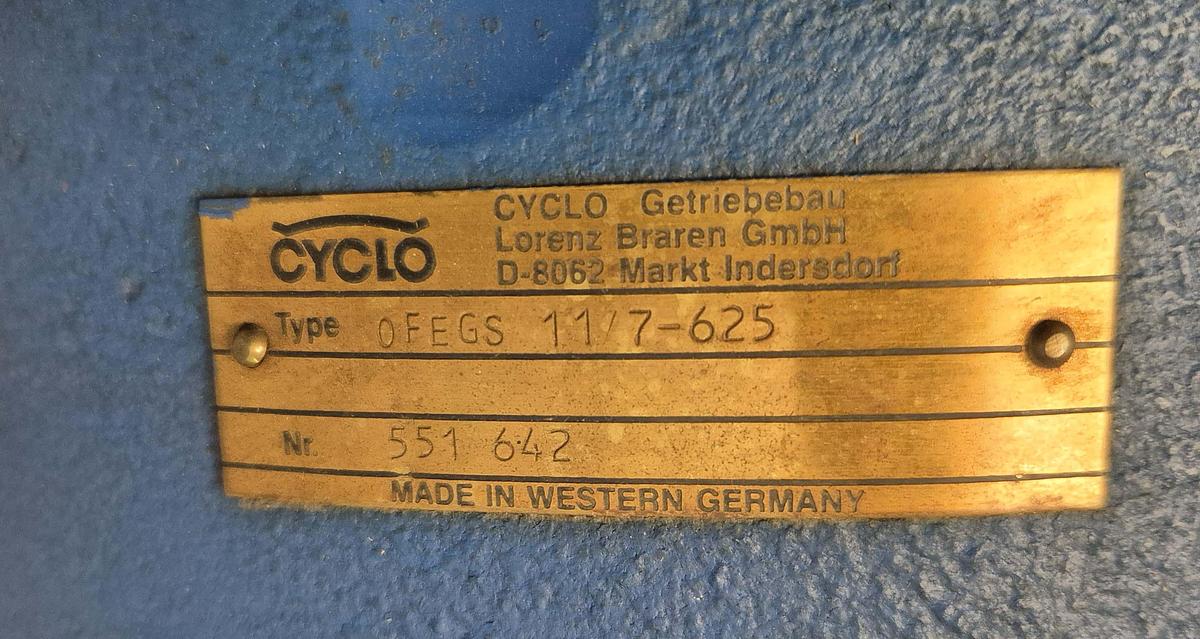 CYCLO
CYCLO Getriebebau
Lorenz Braren GmbH
D-8062 Markt Indersdorf
Type OFEGS 11/7-625
Nr. 551 642
MADE IN WESTERN GERMANY